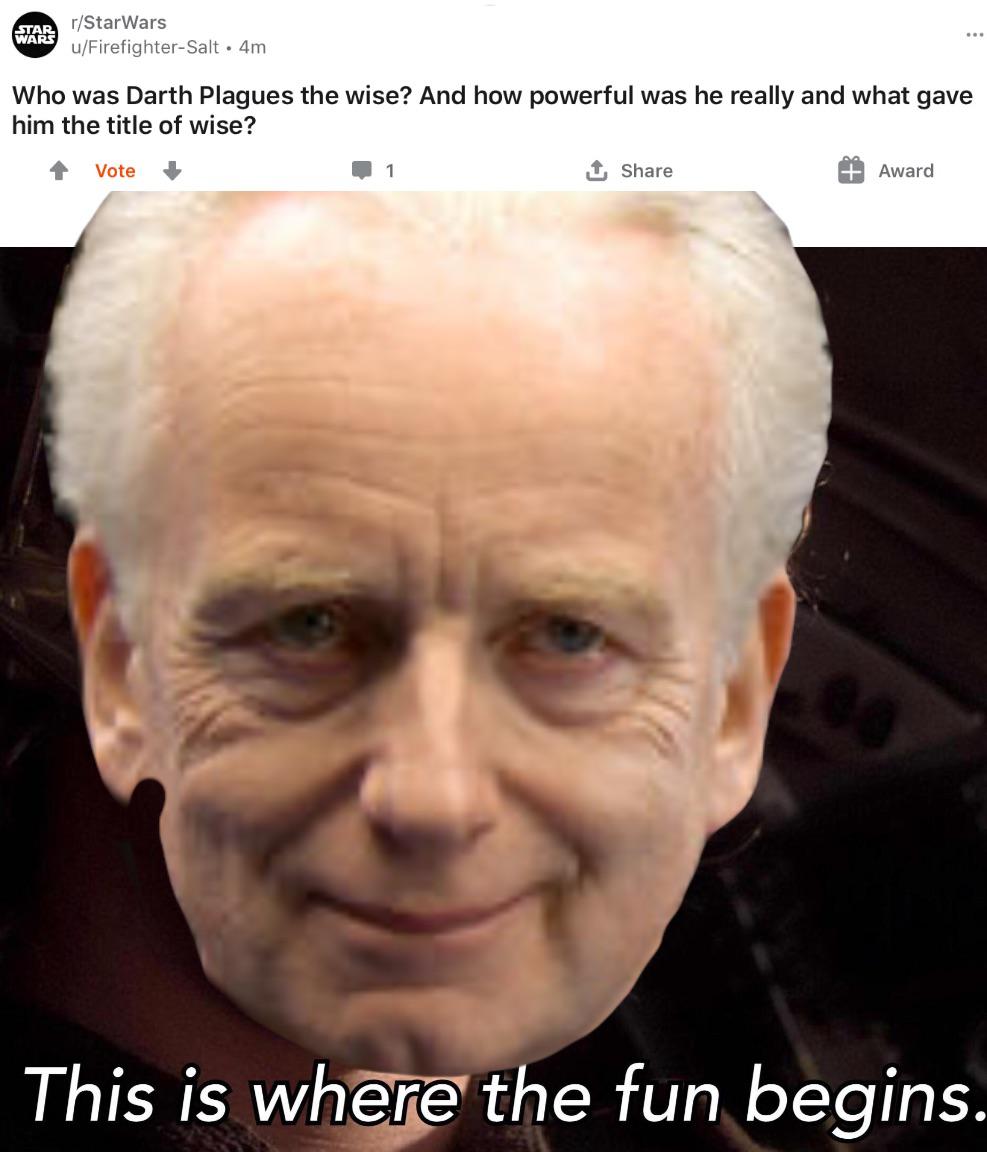 STAR
WARS
r/StarWars
u/Firefighter-Salt • 4m
Who was Darth Plagues the wise? And how powerful was he really and what gave
him the title of wise?
Vote 1 Share Award
This is where the fun begins.